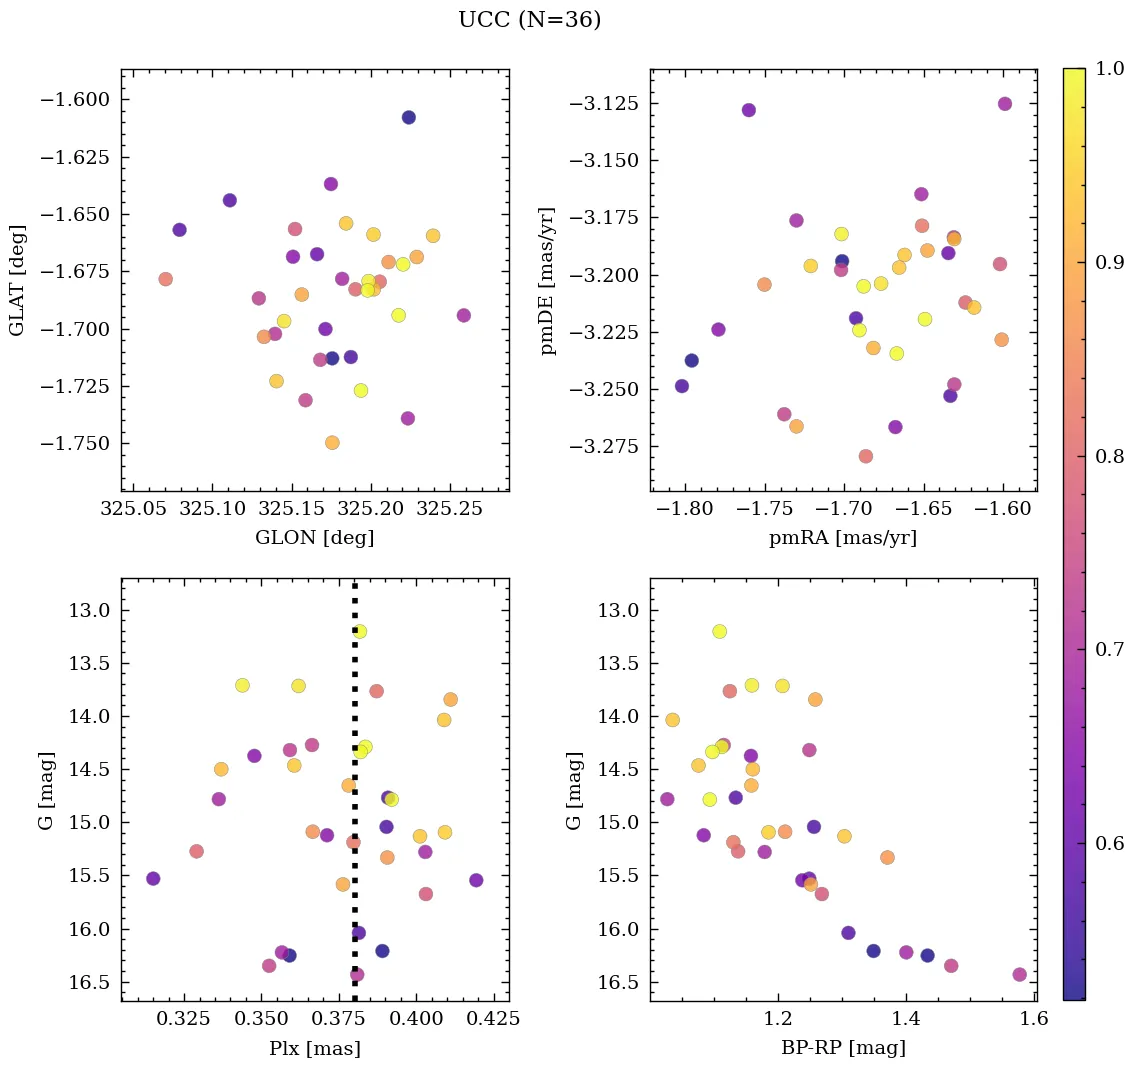 UCC (N=36)
−1.600
−1.625
−1.650
−1.675
−1.700
−1.725
−1.750
GLAT [deg]
325.05 325.10 325.15 325.20 325.25
GLON [deg]
−3.125
−3.150
−3.175
−3.200
−3.225
−3.250
−3.275
pmDE [mas/yr]
−1.80 −1.75 −1.70 −1.65 −1.60
pmRA [mas/yr]
13.0
13.5
14.0
14.5
15.0
15.5
16.0
16.5
G [mag]
0.325 0.350 0.375 0.400 0.425
Plx [mas]
13.0
13.5
14.0
14.5
15.0
15.5
16.0
16.5
G [mag]
1.2 1.4 1.6
BP-RP [mag]
1.0
0.9
0.8
0.7
0.6